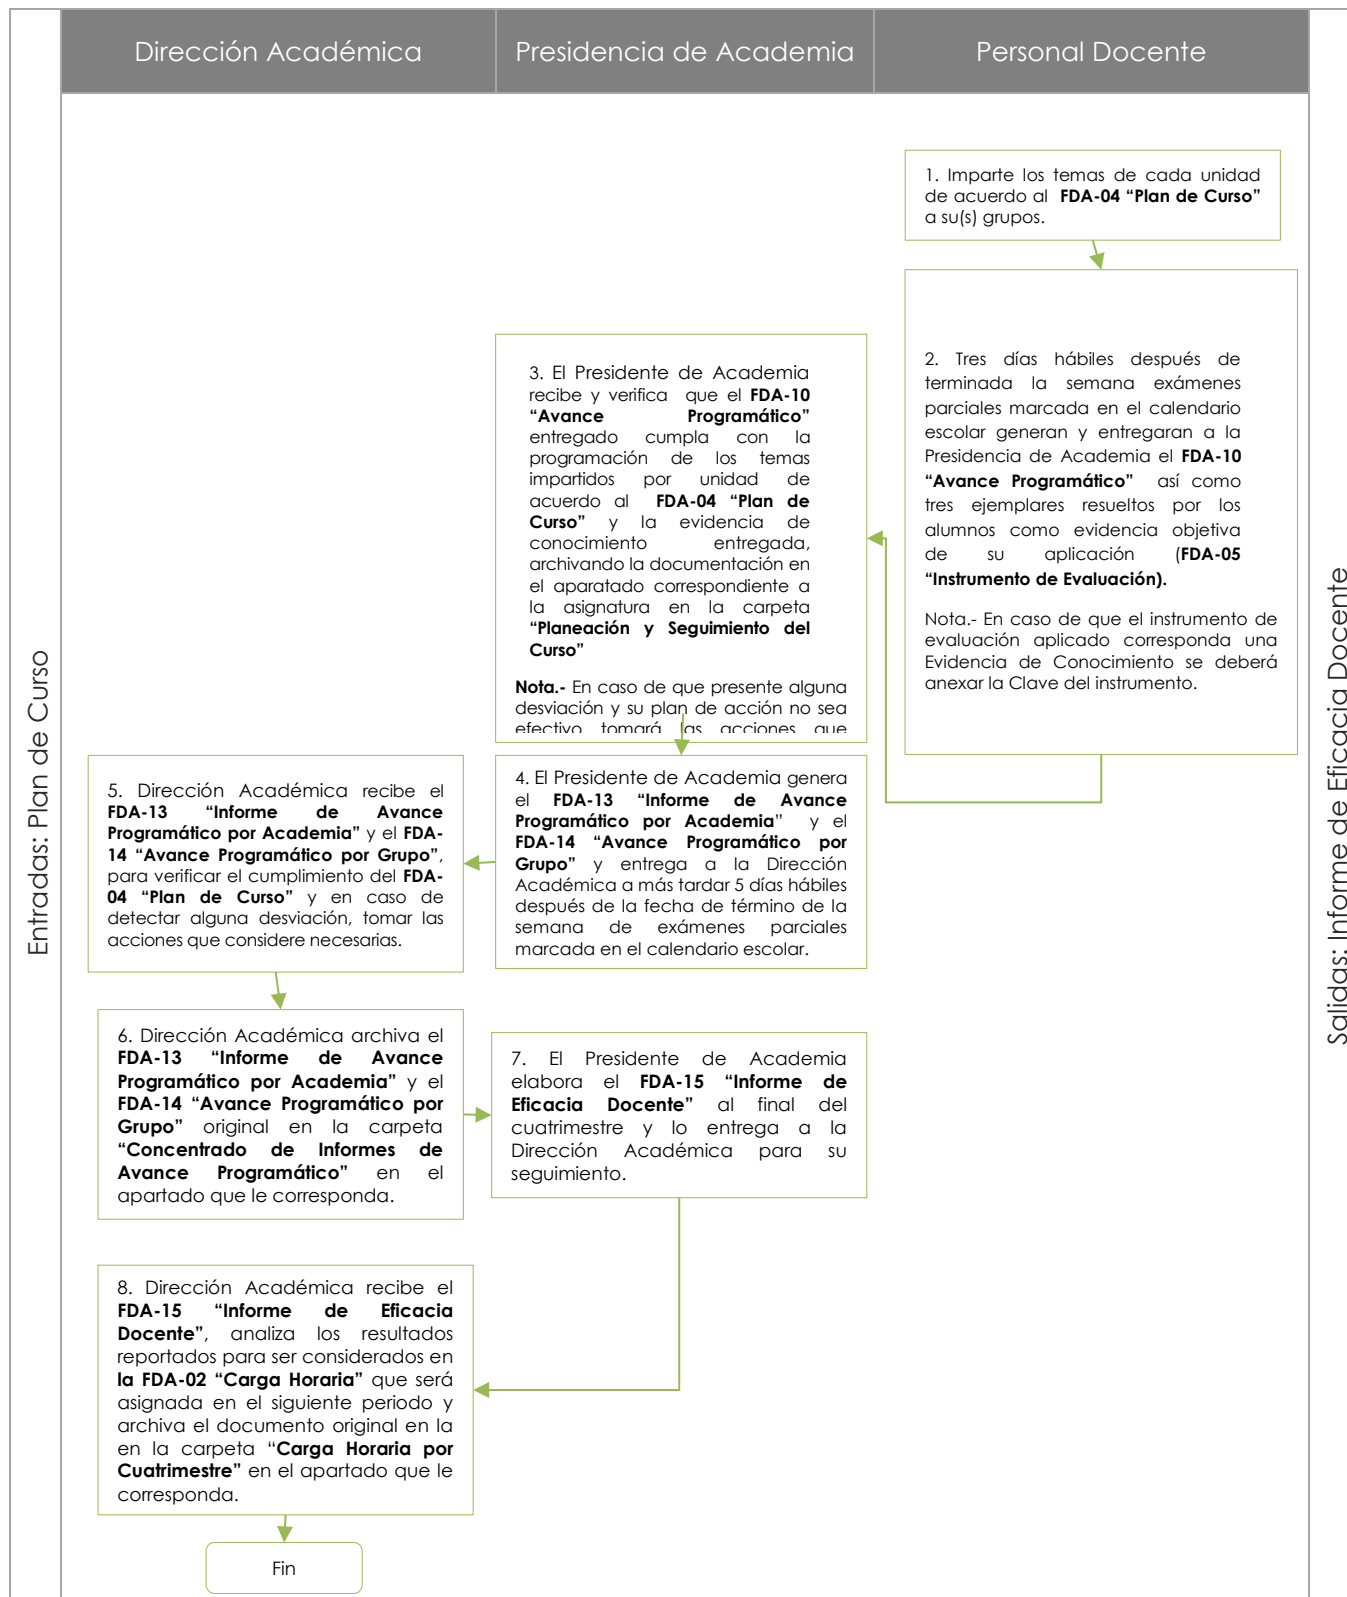 Dirección Académica
Presidencia de Academia
Personal Docente
Entradas: Plan de Curso
1. Imparte los temas de cada unidad
de acuerdo al FDA-04 “Plan de Curso”
a su(s) grupos.
2. Tres días hábiles después de
terminada la semana exámenes
parciales marcada en el calendario
escolar generan y entregaran a la
Presidencia de Academia el FDA-10
“Avance Programático” así como
tres ejemplares resueltos por los
alumnos como evidencia objetiva
de su aplicación (FDA-05
“Instrumento de Evaluación).
Nota.- En caso de que el instrumento de
evaluación aplicado corresponda una
Evidencia de Conocimiento se deberá
anexar la Clave del instrumento.
3. El Presidente de Academia
recibe y verifica que el FDA-10
“Avance Programático”
entregado cumpla con la
programación de los temas
impartidos por unidad de
acuerdo al FDA-04 “Plan de
Curso” y la evidencia de
conocimiento entregada,
archivando la documentación en
el aparatado correspondiente a
la asignatura en la carpeta
“Planeación y Seguimiento del
Curso”
Nota.- En caso de que presente alguna
desviación y su plan de acción no sea
efectivo tomará las acciones que
4. El Presidente de Academia genera
el FDA-13 “Informe de Avance
Programático por Academia” y el
FDA-14 “Avance Programático por
Grupo” y entrega a la Dirección
Académica a más tardar 5 días hábiles
después de la fecha de término de la
semana de exámenes parciales
marcada en el calendario escolar.
5. Dirección Académica recibe el
FDA-13 “Informe de Avance
Programático por Academia” y el FDA-
14 “Avance Programático por Grupo”,
para verificar el cumplimiento del FDA-
04 “Plan de Curso” y en caso de
detectar alguna desviación, tomar las
acciones que considere necesarias.
6. Dirección Académica archiva el
FDA-13 “Informe de Avance
Programático por Academia” y el
FDA-14 “Avance Programático por
Grupo” original en la carpeta
“Concentrado de Informes de
Avance Programático” en el
apartado que le corresponda.
7. El Presidente de Academia
elabora el FDA-15 “Informe de
Eficacia Docente” al final del
cuatrimestre y lo entrega a la
Dirección Académica para su
seguimiento.
8. Dirección Académica recibe el
FDA-15 “Informe de Eficacia
Docente”, analiza los resultados
reportados para ser considerados en
la FDA-02 “Carga Horaria” que será
asignada en el siguiente periodo y
archiva el documento original en la
en la carpeta “Carga Horaria por
Cuatrimestre” en el apartado que le
corresponda.
Fin
Salidas: Informe de Eficacia Docente